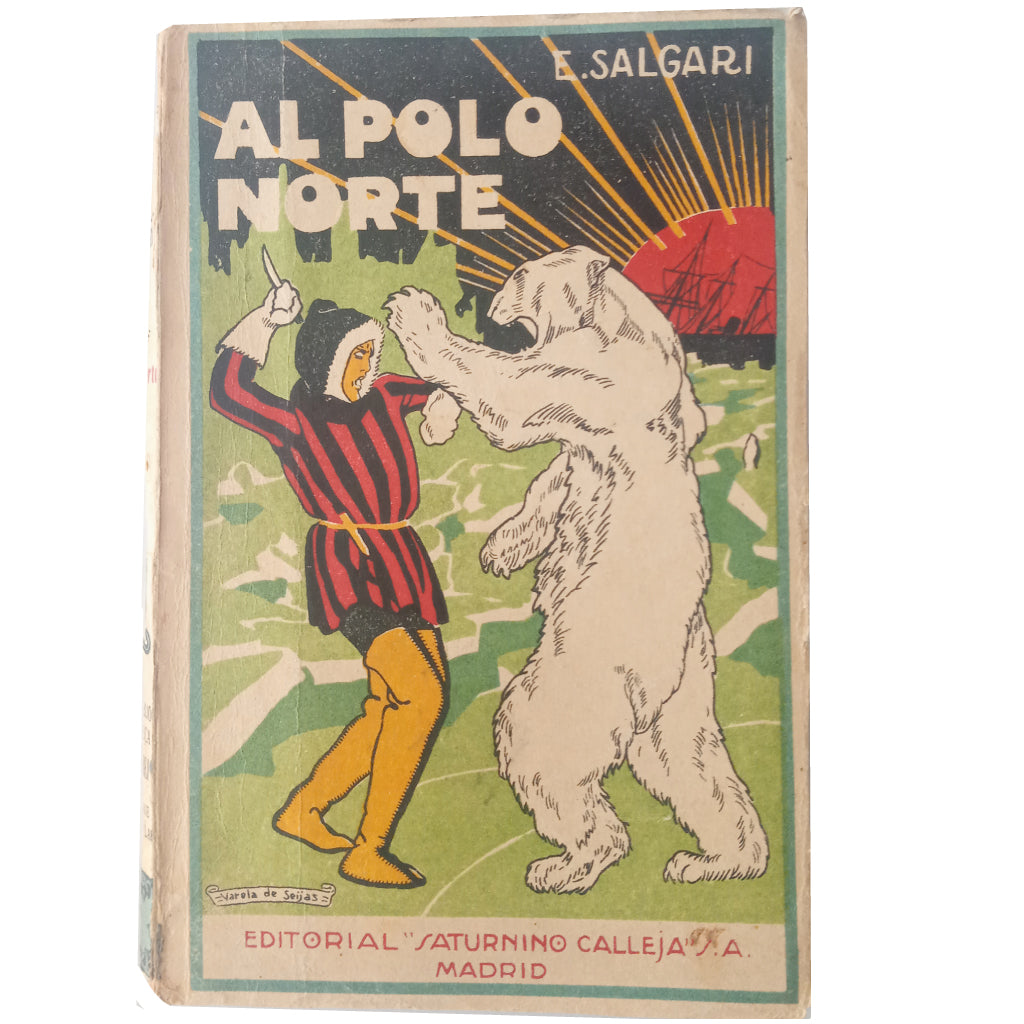 E. SALGARI
AL POLO
NORTE
Varela de Seijas
EDITORIAL "SATURNINO CALLEJA" S.A.
MADRID